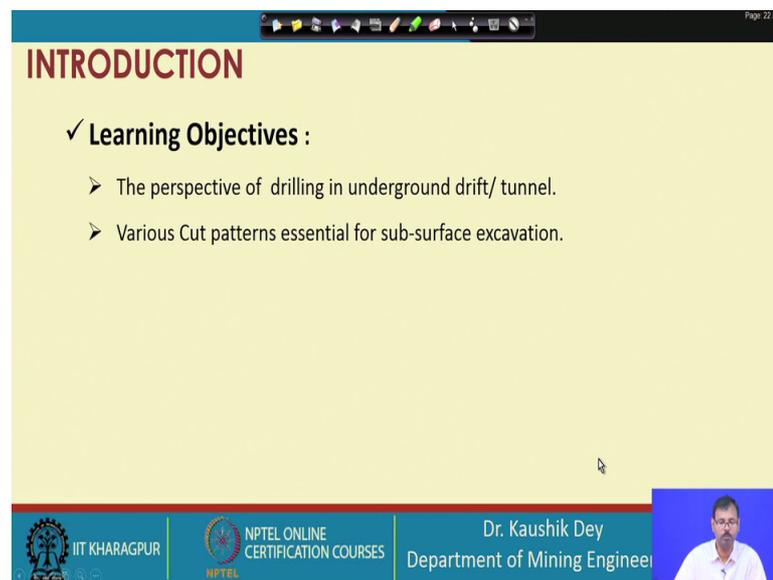 Page: 22
INTRODUCTION
✓ Learning Objectives :
➢ The perspective of drilling in underground drift/ tunnel.
➢ Various Cut patterns essential for sub-surface excavation.
IIT KHARAGPUR
NPTEL
NPTEL ONLINE
CERTIFICATION COURSES
Dr. Kaushik Dey
Department of Mining Engineer